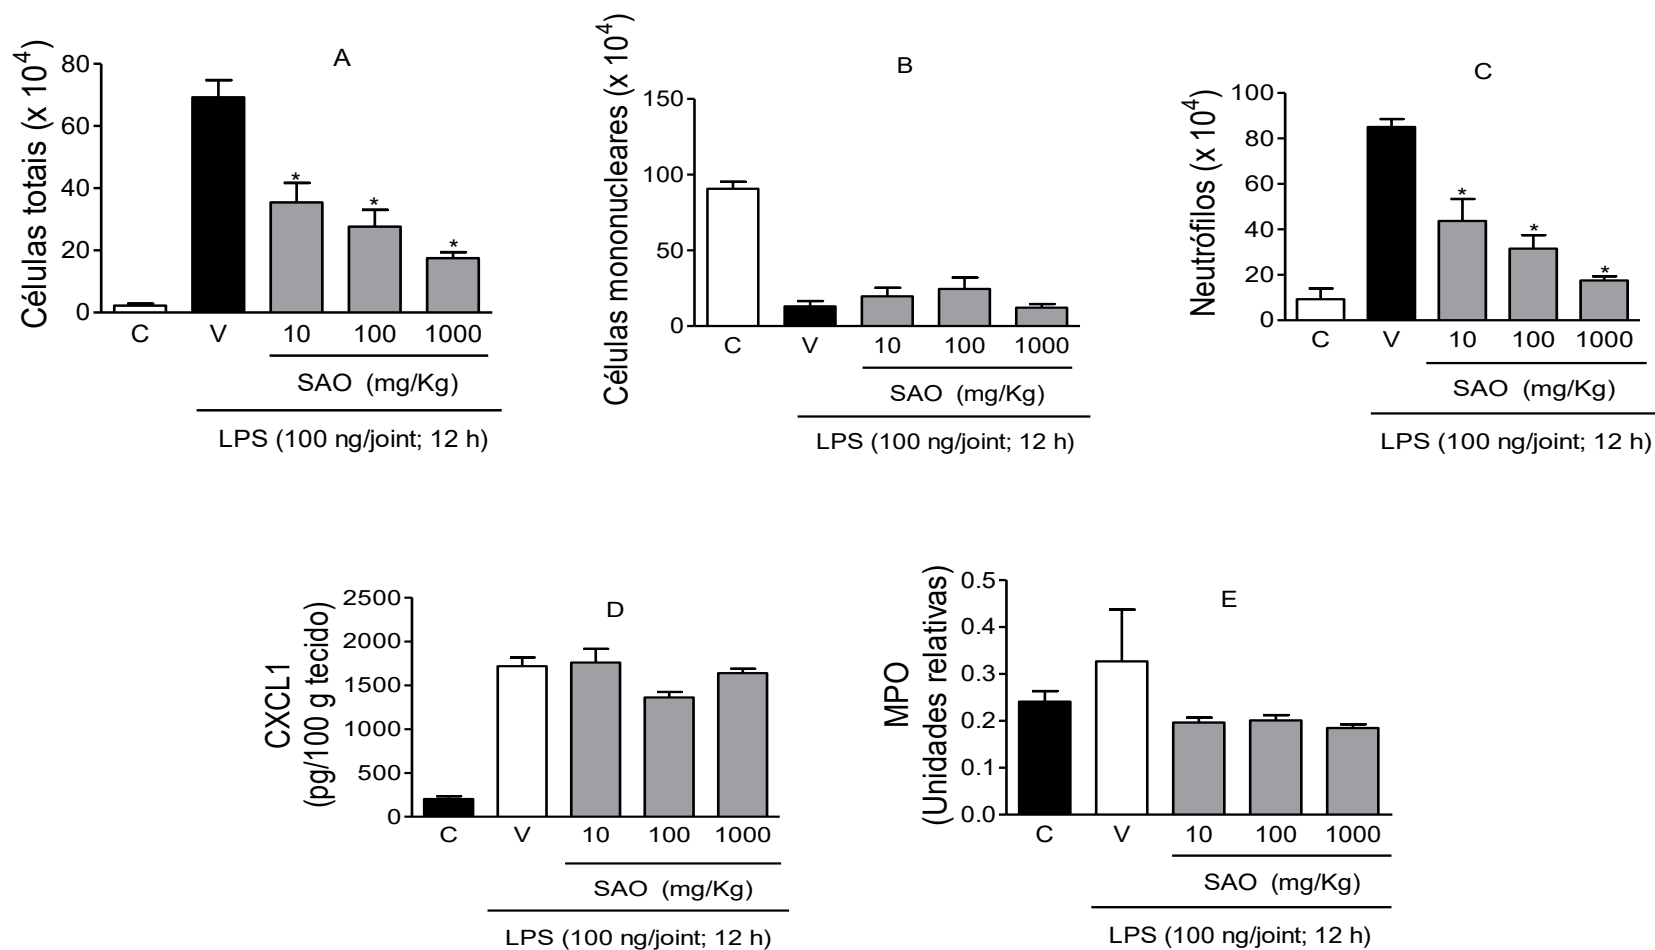 A
Células totais (x 10⁴)
80
60
40
20
0
*
*
*
C V 10 100 1000
SAO (mg/Kg)
LPS (100 ng/joint; 12 h)
B
Células mononucleares (x 10⁴)
150
100
50
0
C V 10 100 1000
SAO (mg/Kg)
LPS (100 ng/joint; 12 h)
C
Neutrófilos (x 10⁴)
100
80
60
40
20
0
*
*
*
C V 10 100 1000
SAO (mg/Kg)
LPS (100 ng/joint; 12 h)
D
CXCL1
(pg/100 g tecido)
2500
2000
1500
1000
500
0
C V 10 100 1000
SAO (mg/Kg)
LPS (100 ng/joint; 12 h)
E
MPO
(Unidades relativas)
0.5
0.4
0.3
0.2
0.1
0.0
C V 10 100 1000
SAO (mg/Kg)
LPS (100 ng/joint; 12 h)